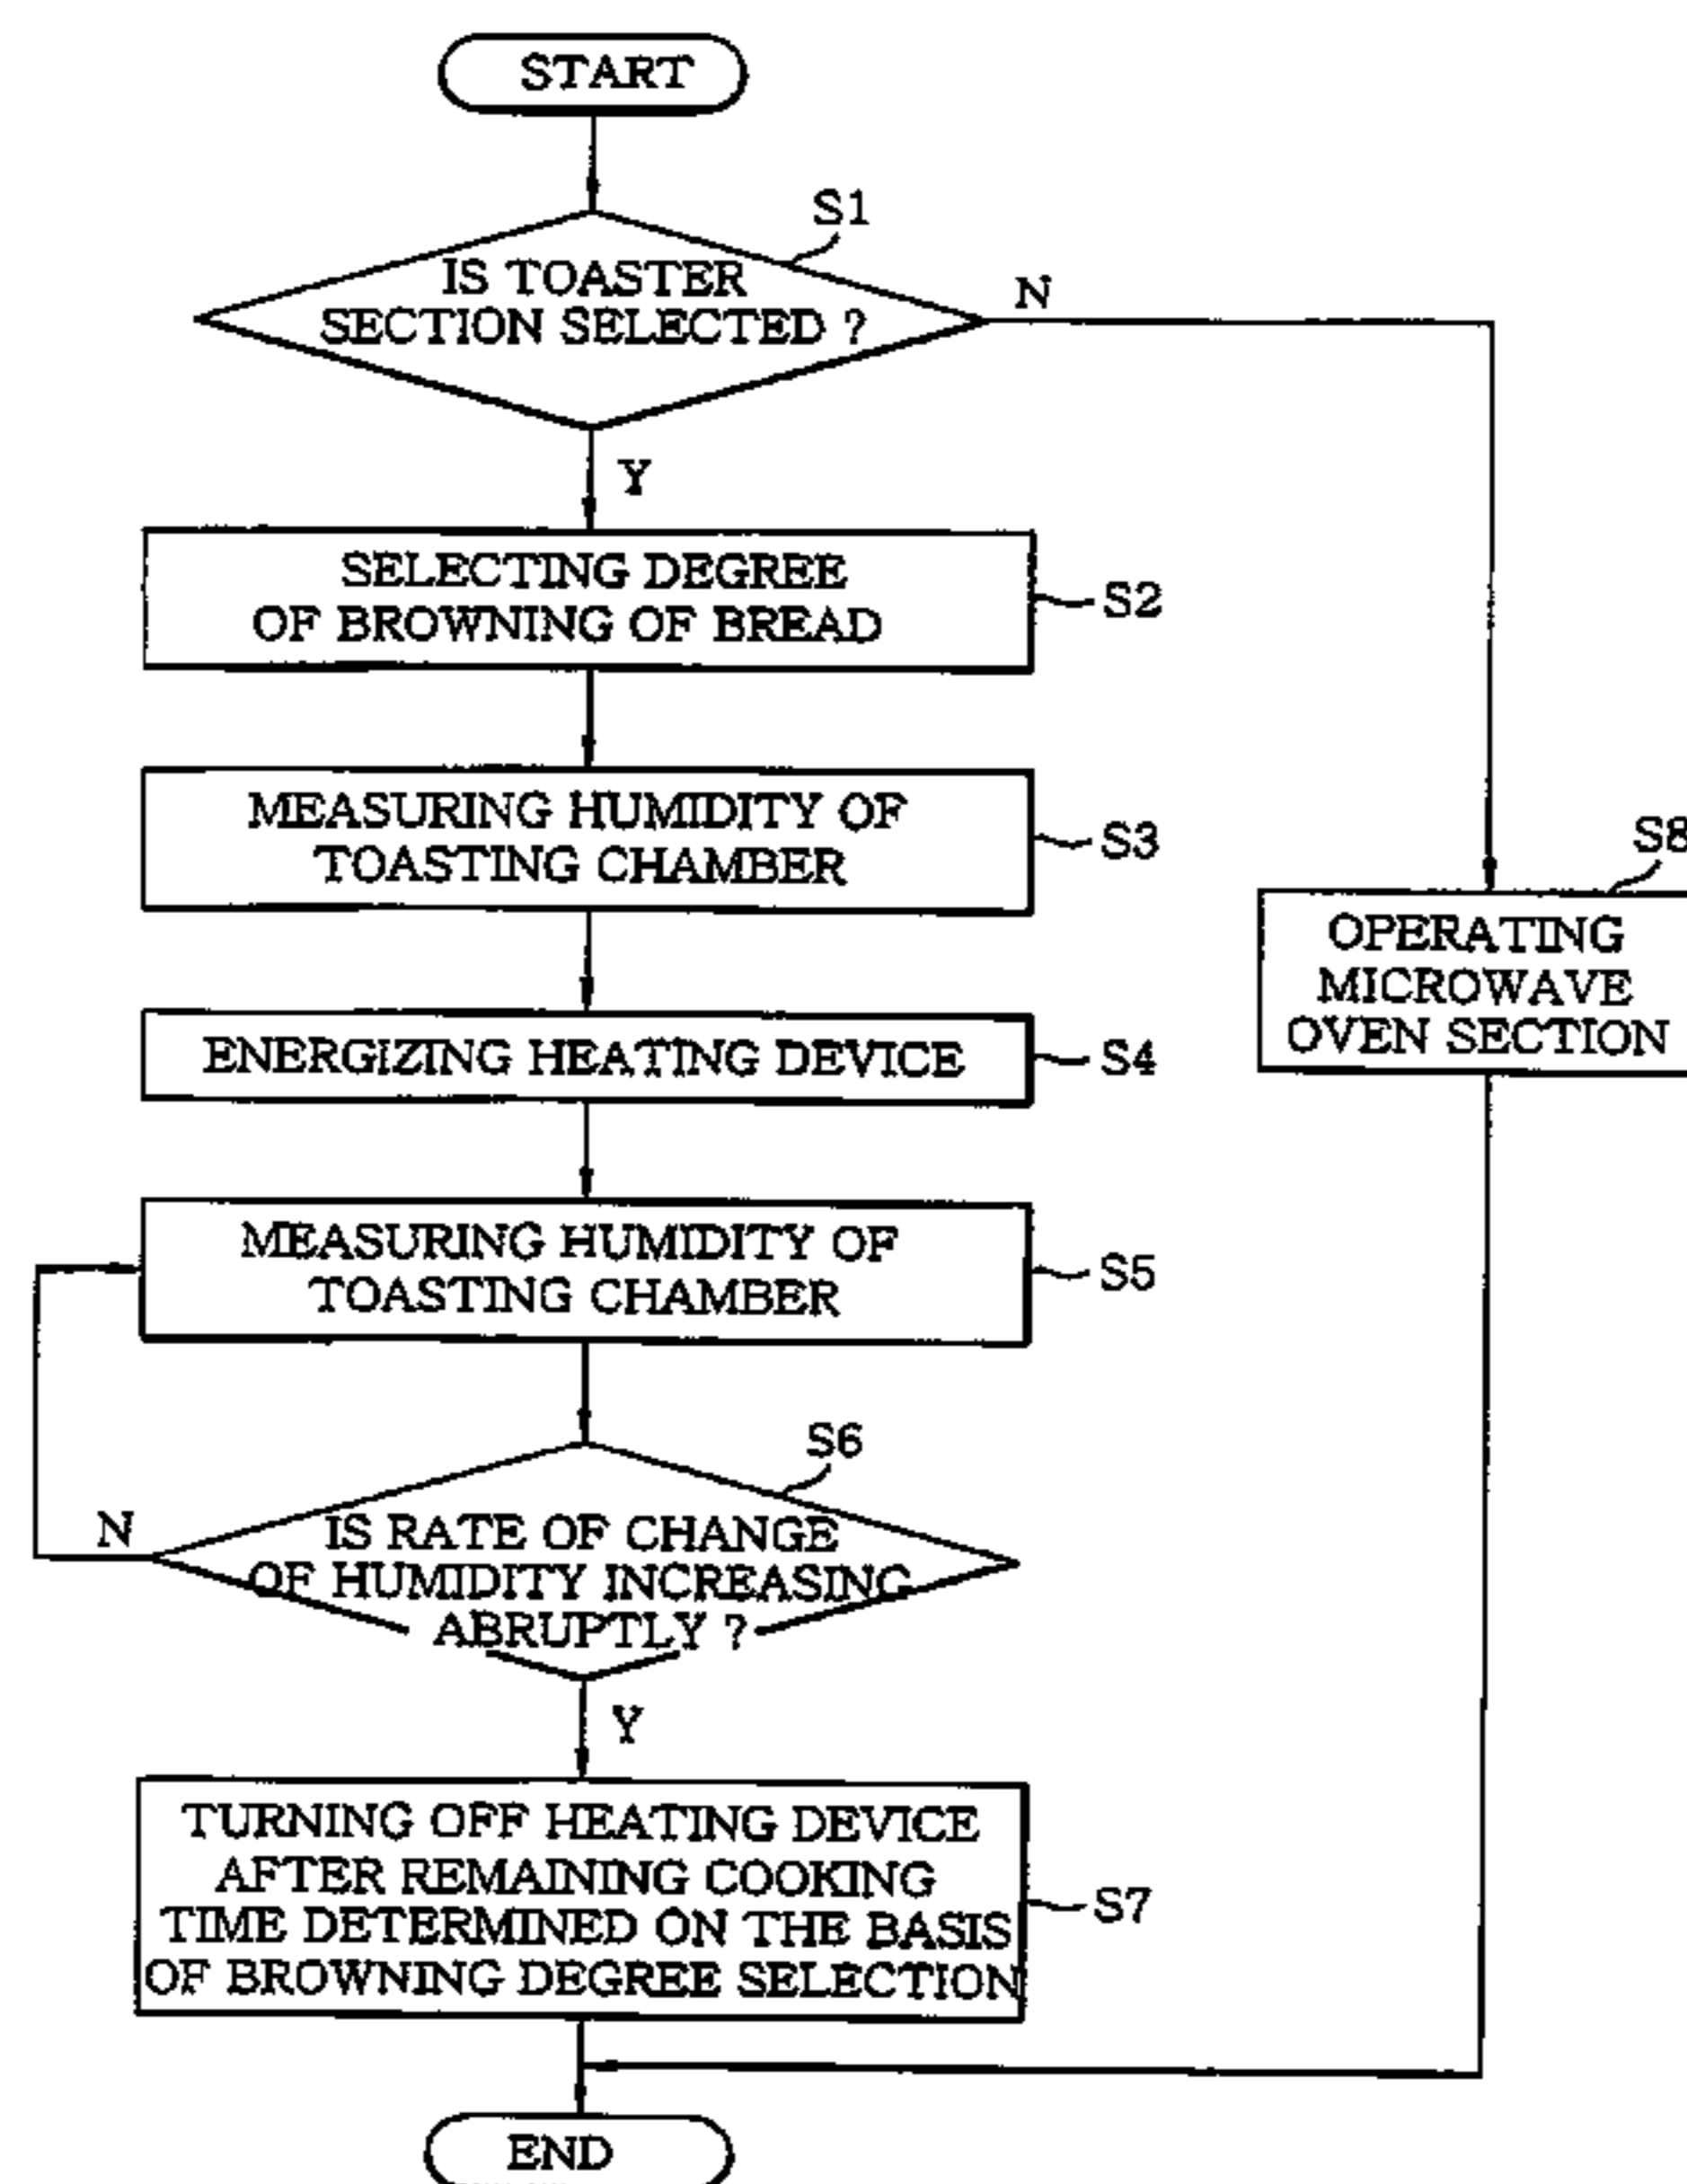 START
S1
IS TOASTER
SECTION SELECTED ?
N
Y
SELECTING DEGREE
OF BROWNING OF BREAD
S2
MEASURING HUMIDITY OF
TOASTING CHAMBER
S3
S8
OPERATING
MICROWAVE
OVEN SECTION
ENERGIZING HEATING DEVICE
S4
MEASURING HUMIDITY OF
TOASTING CHAMBER
S5
S6
N
IS RATE OF CHANGE
OF HUMIDITY INCREASING
ABRUPTLY ?
Y
TURNING OFF HEATING DEVICE
AFTER REMAINING COOKING
TIME DETERMINED ON THE BASIS
OF BROWNING DEGREE SELECTION
S7
END